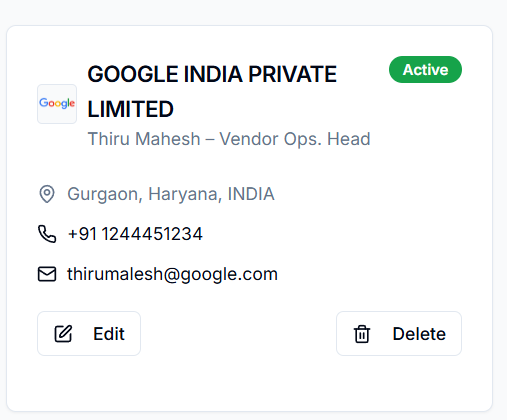 GOOGLE INDIA PRIVATE
LIMITED
Active
Google
Thiru Mahesh – Vendor Ops. Head
Gurgaon, Haryana, INDIA
+91 1244451234
thirumalesh@google.com
Edit
Delete